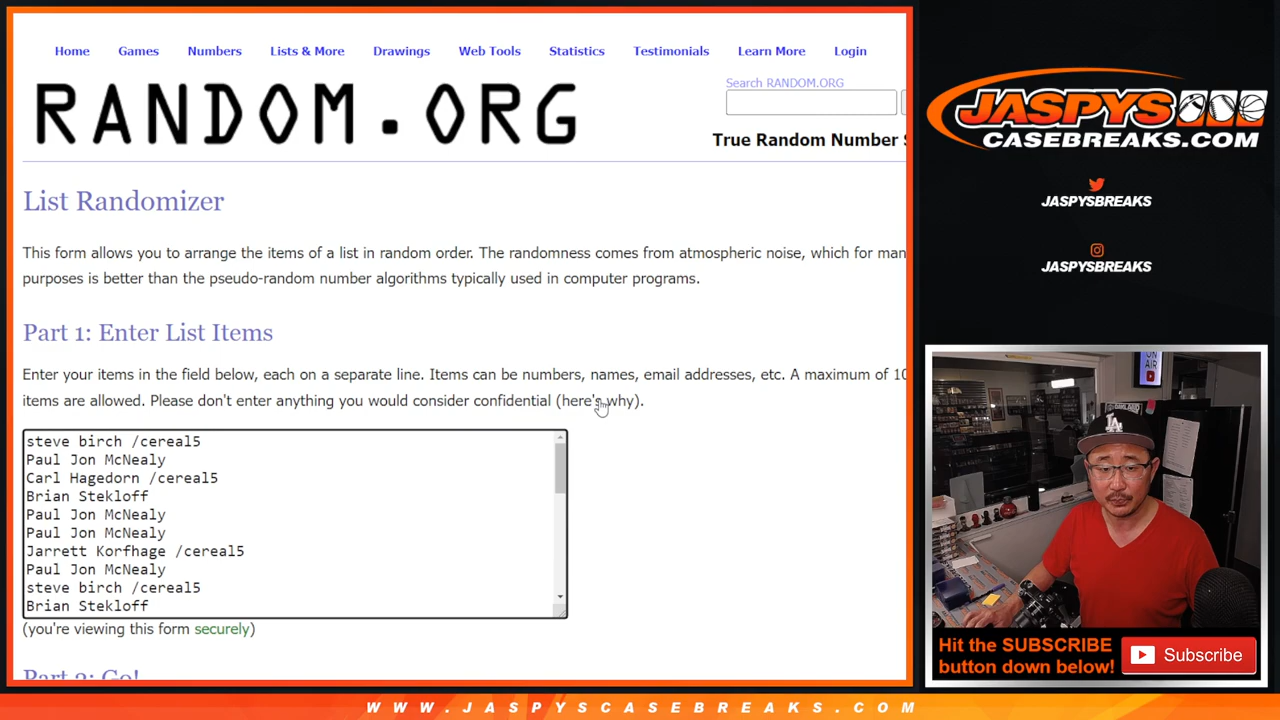 Home Games Numbers Lists & More Drawings Web Tools Statistics Testimonials Learn More Login
Search RANDOM.ORG
RANDOM.ORG
True Random Number
List Randomizer
This form allows you to arrange the items of a list in random order. The randomness comes from atmospheric noise, which for man
purposes is better than the pseudo-random number algorithms typically used in computer programs.
Part 1: Enter List Items
Enter your items in the field below, each on a separate line. Items can be numbers, names, email addresses, etc. A maximum of 10
items are allowed. Please don't enter anything you would consider confidential (here's why).
steve birch /cereal5
Paul Jon McNealy
Carl Hagedorn /cereal5
Brian Stekloff
Paul Jon McNealy
Paul Jon McNealy
Jarrett Korfhage /cereal5
Paul Jon McNealy
steve birch /cereal5
Brian Stekloff
(you're viewing this form securely)
Part 2: Go!
JASPYS
CASEBREAKS.COM
JASPYSBREAKS
JASPYSBREAKS
ON
AIR
LA
Hit the SUBSCRIBE
button down below!
Subscribe
WWW.JASPYSCASEBREAKS.COM